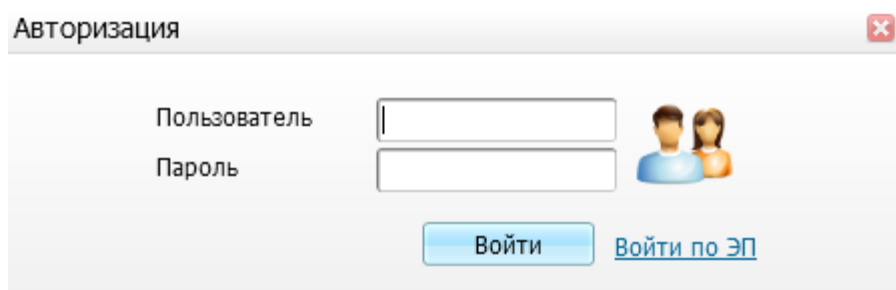 Авторизация
Пользователь
Пароль
Войти Войти по ЭП